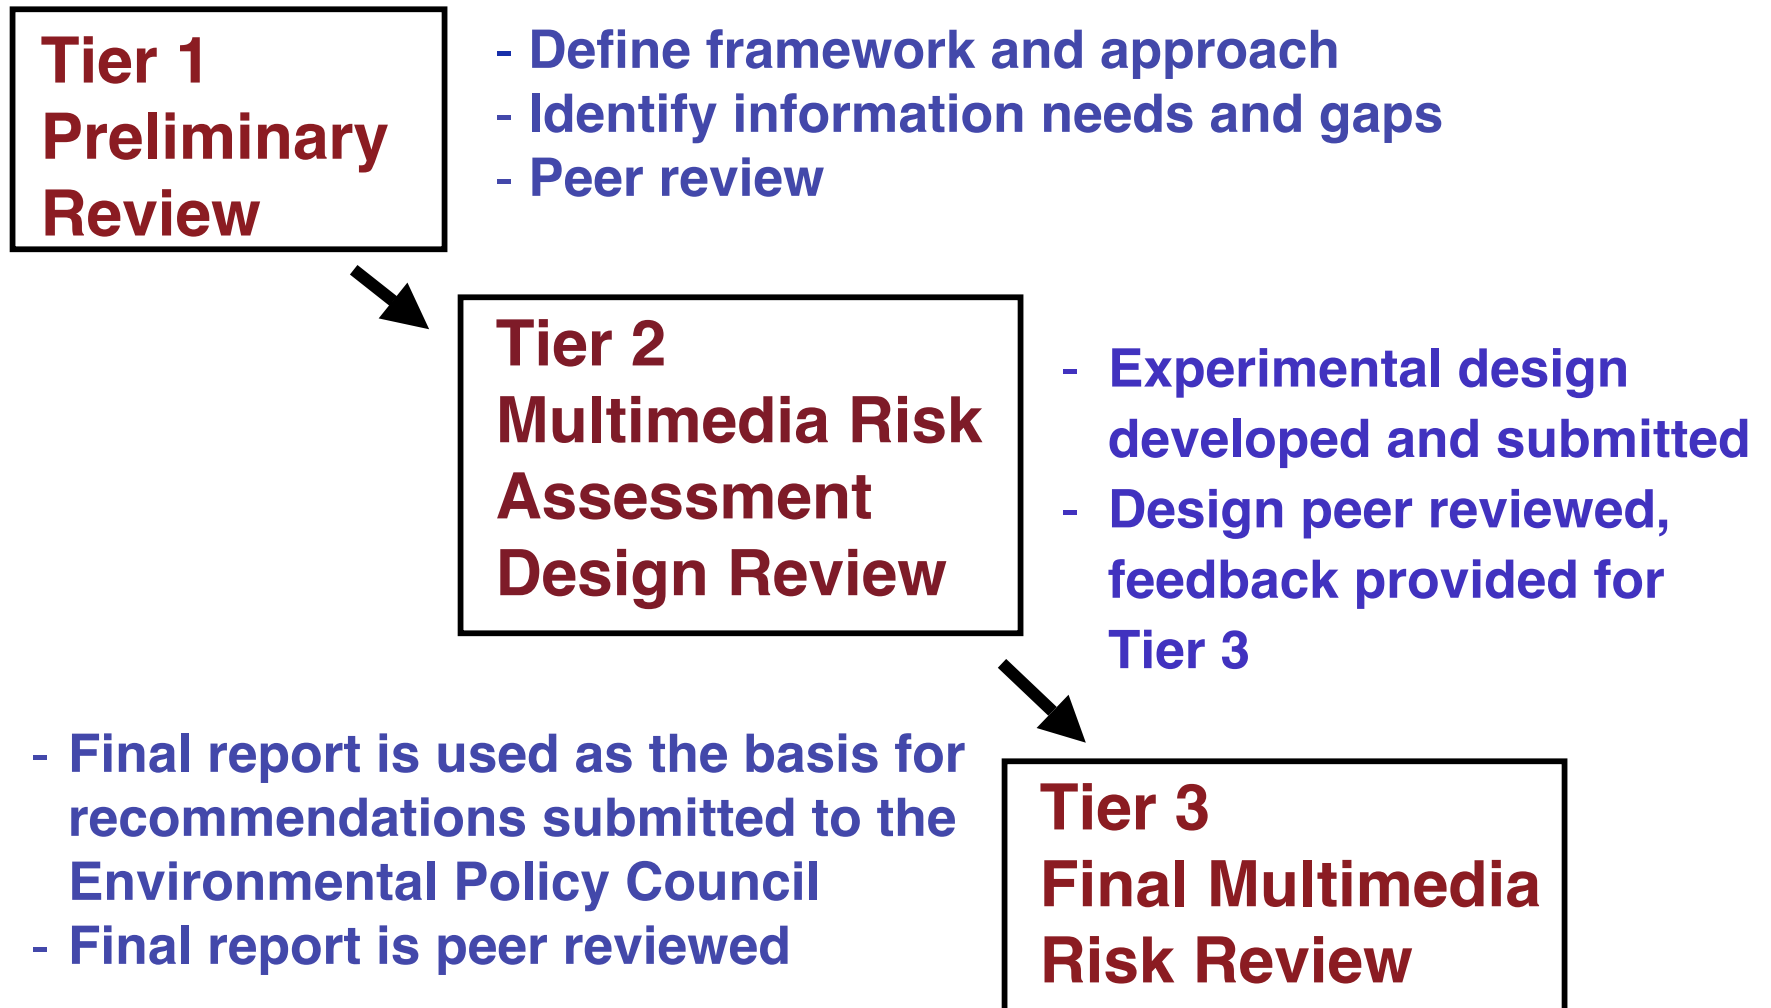 Tier 1
Preliminary
Review
- Define framework and approach
- Identify information needs and gaps
- Peer review
Tier 2
Multimedia Risk
Assessment
Design Review
- Experimental design
developed and submitted
- Design peer reviewed,
feedback provided for
Tier 3
- Final report is used as the basis for
recommendations submitted to the
Environmental Policy Council
- Final report is peer reviewed
Tier 3
Final Multimedia
Risk Review